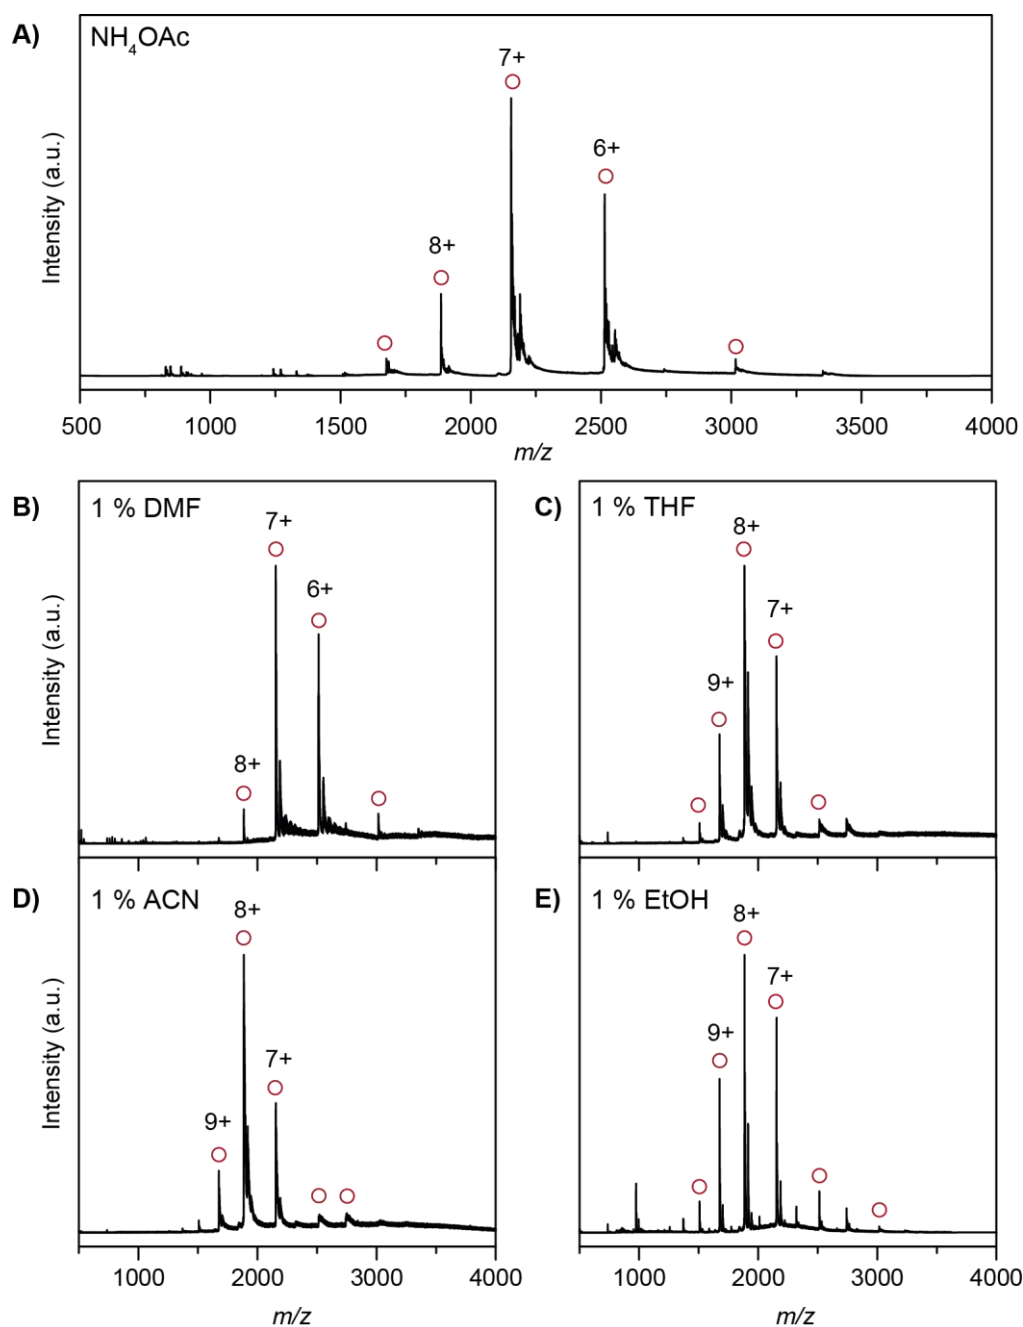 A)
NH4OAc
7+
6+
8+
Intensity (a.u.)
500 1000 1500 2000 2500 3000 3500 4000
m/z
B)
1 % DMF
7+
6+
8+
Intensity (a.u.)
C)
1 % THF
8+
7+
9+
D)
1 % ACN
8+
7+
9+
Intensity (a.u.)
1000 2000 3000 4000
m/z
E)
1 % EtOH
8+
7+
9+
1000 2000 3000 4000
m/z